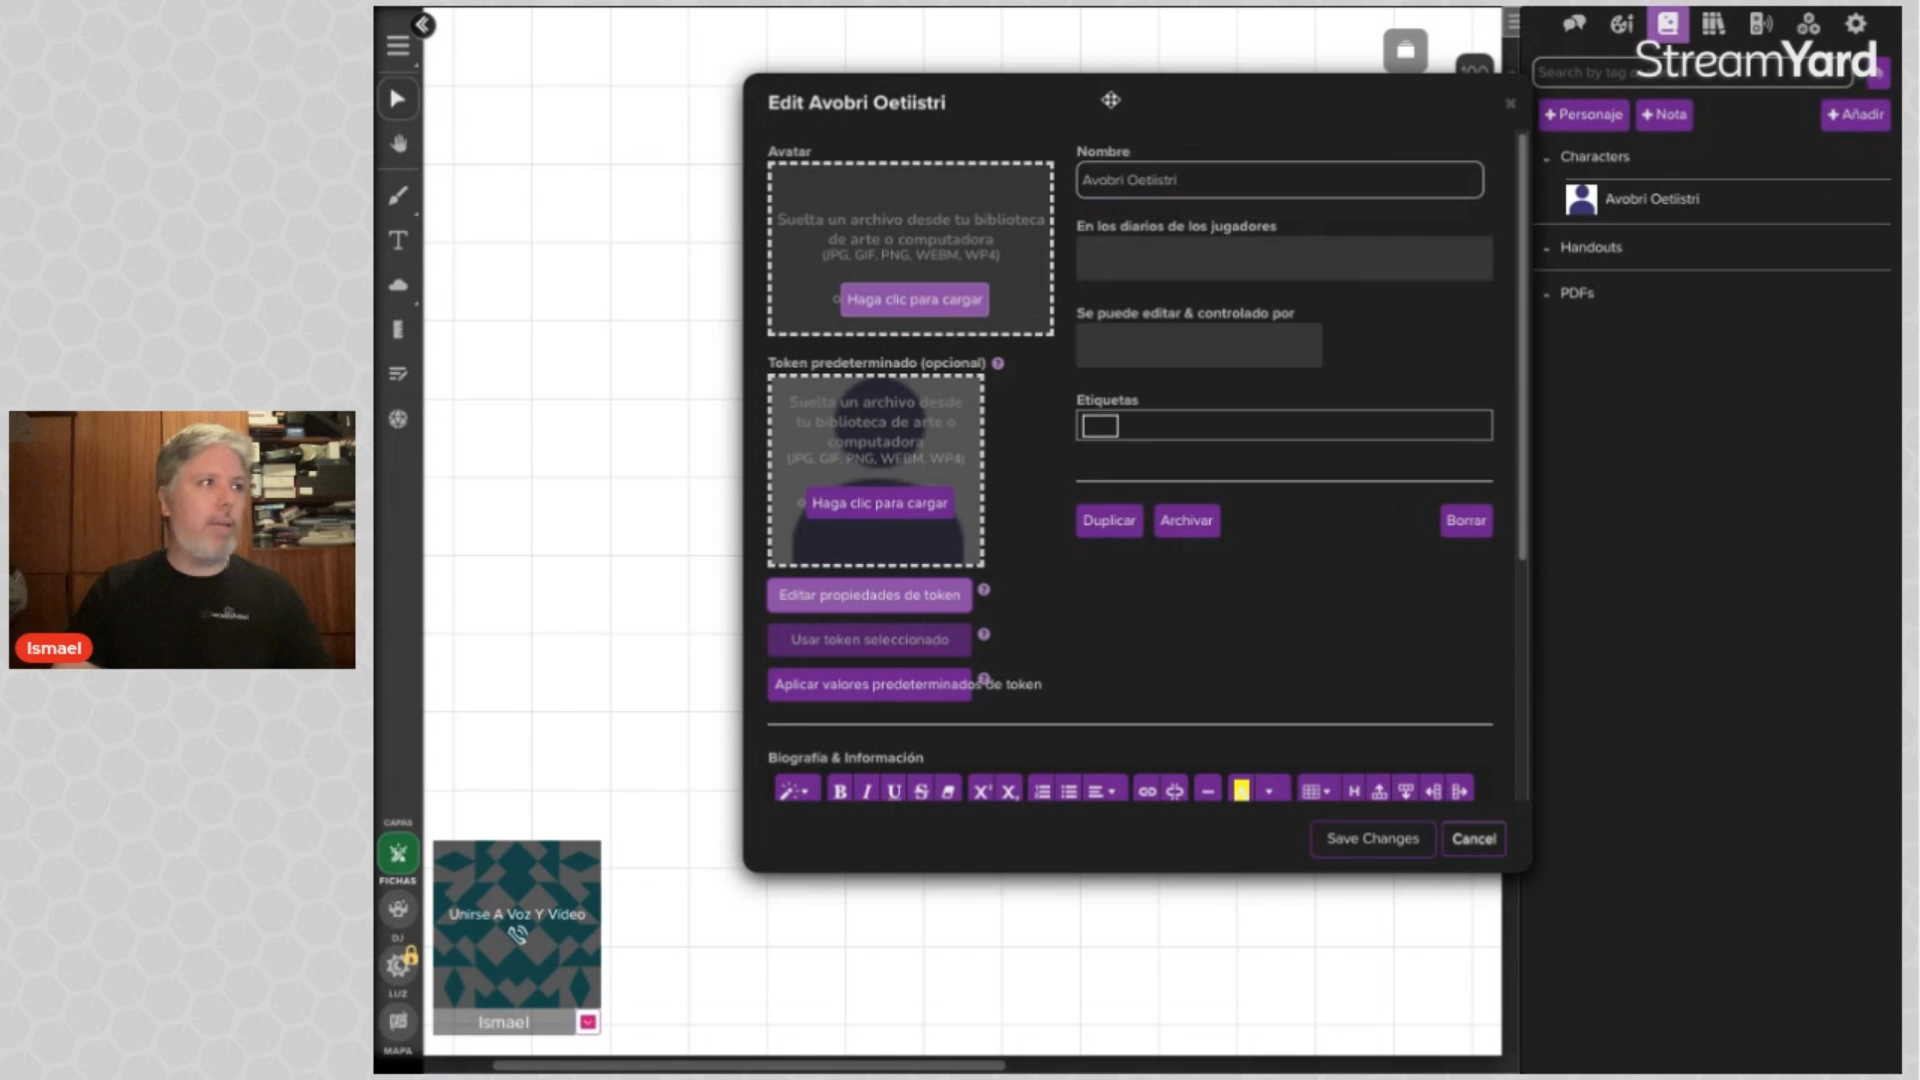 StreamYard
Search by tag o
+ Personaje
+ Nota
+ Añadir
Characters
Avobri Oetiistri
Handouts
PDFs
Edit Avobri Oetiistri
Avatar
Suelta un archivo desde tu biblioteca
de arte o computadora
(JPG, GIF, PNG, WEBM, WP4)
o
Haga clic para cargar
Token predeterminado (opcional)
Suelta un archivo desde
tu biblioteca de arte o
computadora
(JPG, GIF, PNG, WEBM, WP4)
o
Haga clic para cargar
Editar propiedades de token
Usar token seleccionado
Aplicar valores predeterminados de token
Nombre
Avobri Oetiistri
En los diarios de los jugadores
Se puede editar & controlado por
Etiquetas
Duplicar
Archivar
Borrar
Biografía & Información
Save Changes
Cancel
CAPAS
FICHAS
DJ
LUZ
MAPA
Unirse A Voz Y Vídeo
Ismael
Ismael